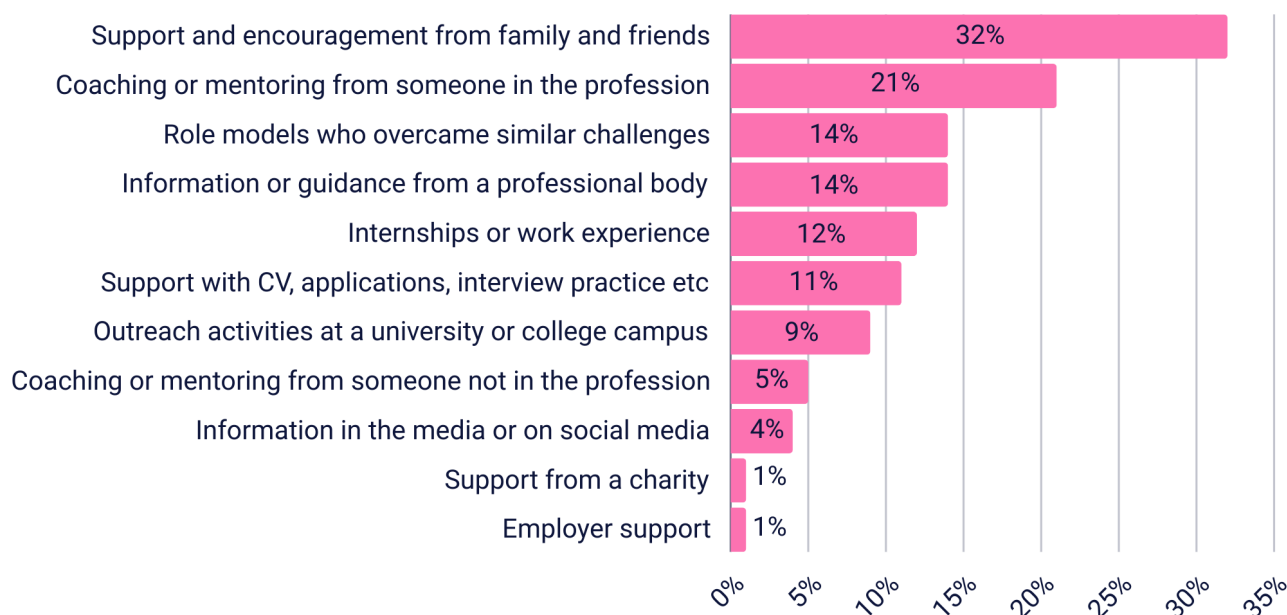 Support and encouragement from family and friends 32%
Coaching or mentoring from someone in the profession 21%
Role models who overcame similar challenges 14%
Information or guidance from a professional body 14%
Internships or work experience 12%
Support with CV, applications, interview practice etc 11%
Outreach activities at a university or college campus 9%
Coaching or mentoring from someone not in the profession 5%
Information in the media or on social media 4%
Support from a charity 1%
Employer support 1%
0% 5% 10% 15% 20% 25% 30% 35%